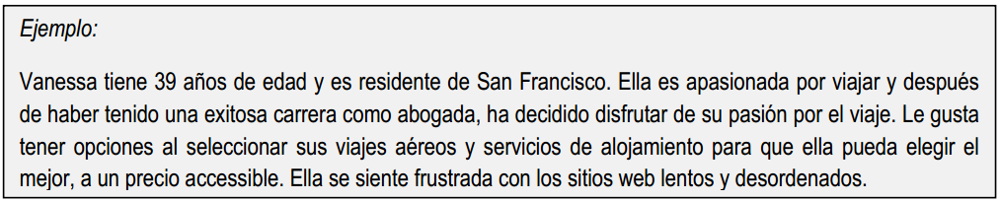 Ejemplo:
Vanessa tiene 39 años de edad y es residente de San Francisco. Ella es apasionada por viajar y después
de haber tenido una exitosa carrera como abogada, ha decidido disfrutar de su pasión por el viaje. Le gusta
tener opciones al seleccionar sus viajes aéreos y servicios de alojamiento para que ella pueda elegir el
mejor, a un precio accessible. Ella se siente frustrada con los sitios web lentos y desordenados.